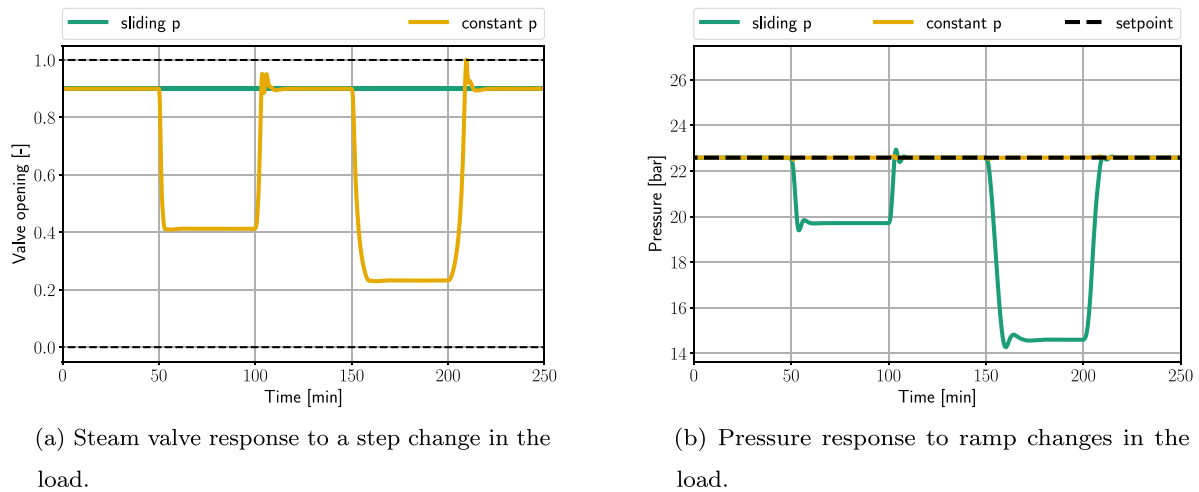 sliding p constant p
1.0
0.8
0.6
0.4
0.2
0.0
Valve opening [-]
0 50 100 150 200 250
Time [min]
(a) Steam valve response to a step change in the
load.
sliding p constant p setpoint
26
24
22
20
18
16
14
Pressure [bar]
0 50 100 150 200 250
Time [min]
(b) Pressure response to ramp changes in the
load.